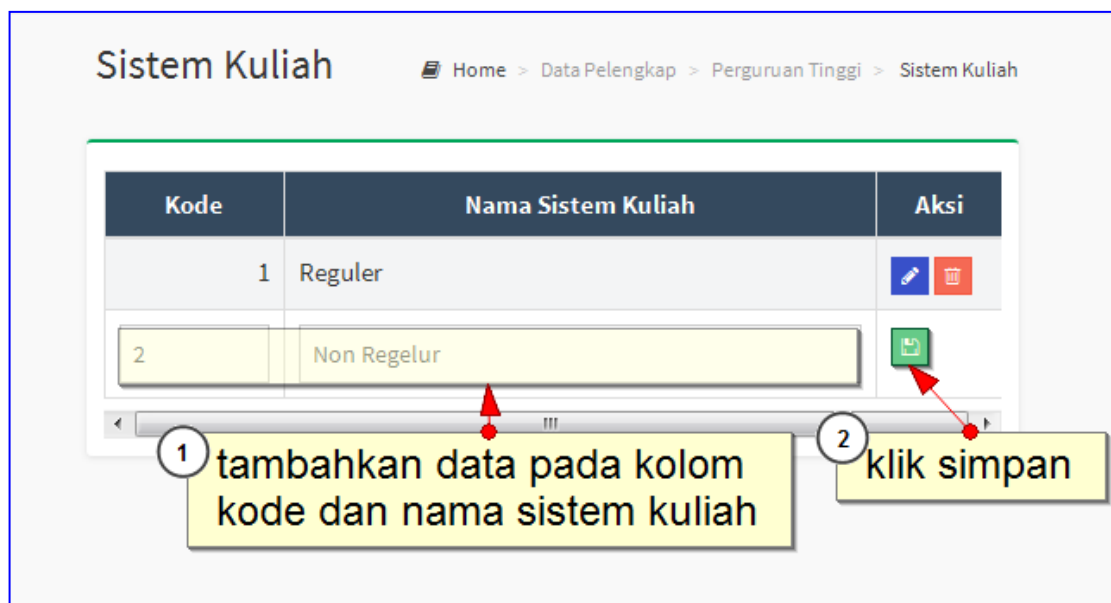 Sistem Kuliah
Home > Data Pelengkap > Perguruan Tinggi > Sistem Kuliah
Kode Nama Sistem Kuliah Aksi
1 Reguler
2 Non Regelur
1 tambahkan data pada kolom
kode dan nama sistem kuliah
2 klik simpan